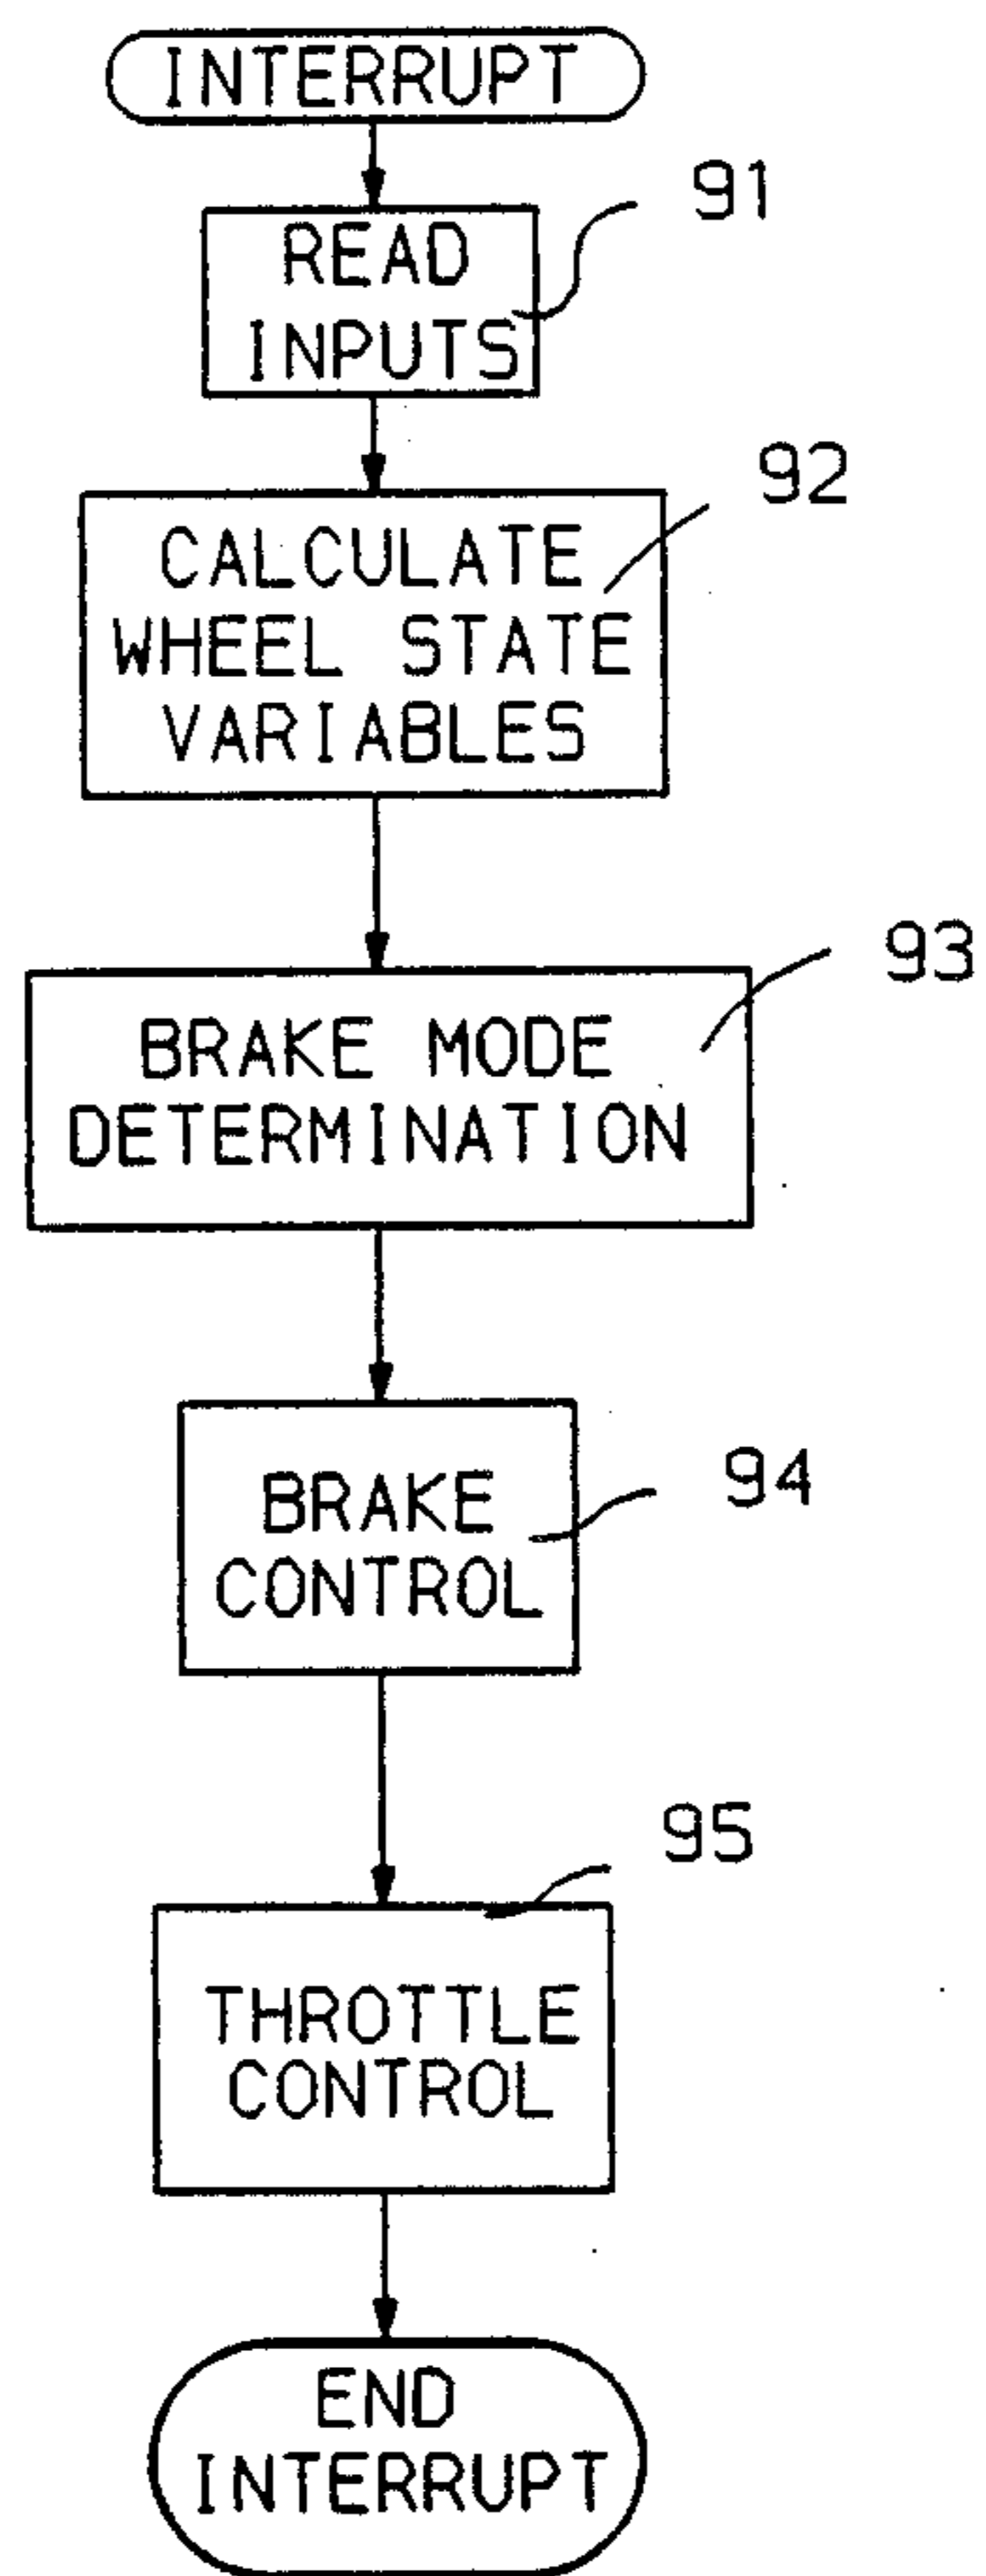 INTERRUPT
91
READ
INPUTS
92
CALCULATE
WHEEL STATE
VARIABLES
93
BRAKE MODE
DETERMINATION
94
BRAKE
CONTROL
95
THROTTLE
CONTROL
END
INTERRUPT